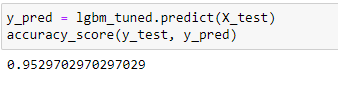 y_pred = lgbm_tuned.predict(X_test)
accuracy_score(y_test, y_pred)
0.9529702970297029